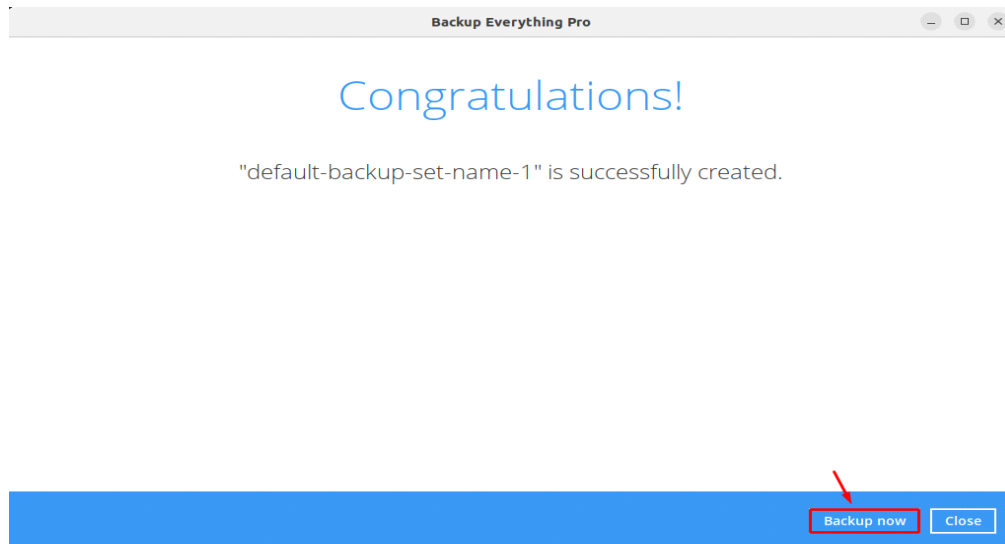 Backup Everything Pro
Congratulations!
"default-backup-set-name-1" is successfully created.
Backup now
Close